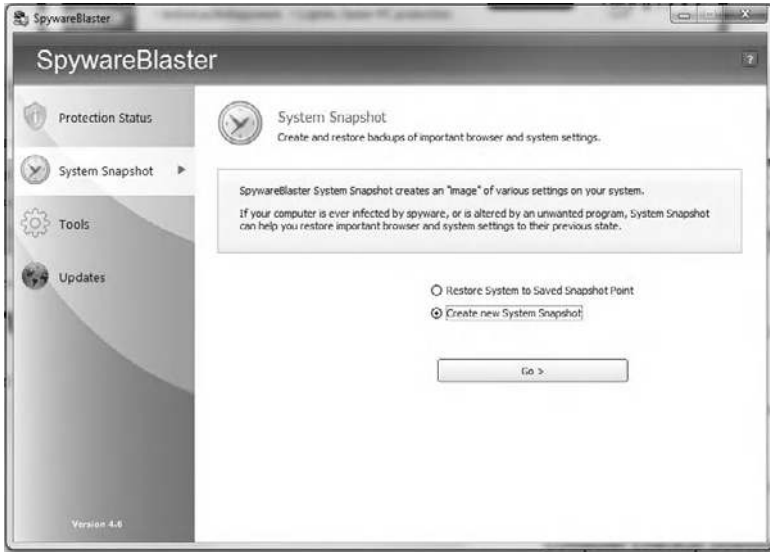 SpywareBlaster
SpywareBlaster
?
Protection Status
System Snapshot
Tools
Updates
Version 4.6
System Snapshot
Create and restore backups of important browser and system settings.
SpywareBlaster System Snapshot creates an "image" of various settings on your system.
If your computer is ever infected by spyware, or is altered by an unwanted program, System Snapshot
can help you restore important browser and system settings to their previous state.
Restore System to Saved Snapshot Point
Create new System Snapshot
Go >